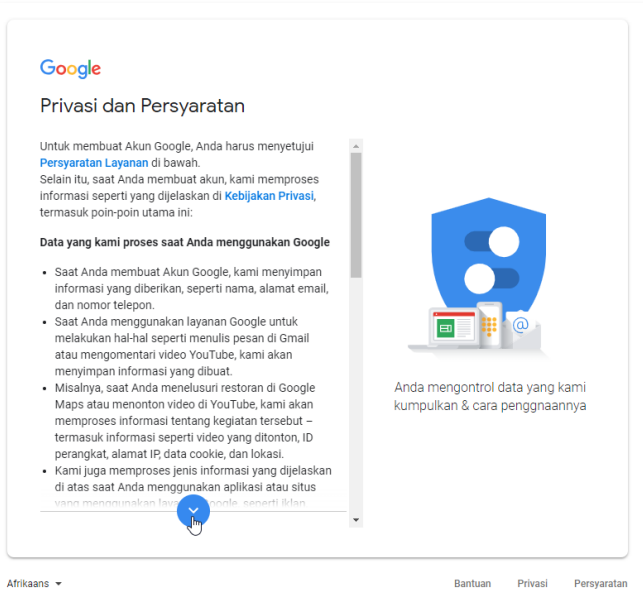 Google
Privasi dan Persyaratan
Untuk membuat Akun Google, Anda harus menyetujui
Persyaratan Layanan di bawah.
Selain itu, saat Anda membuat akun, kami memproses
informasi seperti yang dijelaskan di Kebijakan Privasi,
termasuk poin-poin utama ini:
Data yang kami proses saat Anda menggunakan Google
• Saat Anda membuat Akun Google, kami menyimpan
informasi yang diberikan, seperti nama, alamat email,
dan nomor telepon.
• Saat Anda menggunakan layanan Google untuk
melakukan hal-hal seperti menulis pesan di Gmail
atau mengomentari video YouTube, kami akan
menyimpan informasi yang dibuat.
• Misalnya, saat Anda menelusuri restoran di Google
Maps atau menonton video di YouTube, kami akan
memproses informasi tentang kegiatan tersebut –
termasuk informasi seperti video yang ditonton, ID
perangkat, alamat IP, data cookie, dan lokasi.
• Kami juga memproses jenis informasi yang dijelaskan
di atas saat Anda menggunakan aplikasi atau situs
yang menggunakan seperti iklan
@
Anda mengontrol data yang kami
kumpulkan & cara penggnaannya
Afrikaans
Bantuan Privasi Persyaratan